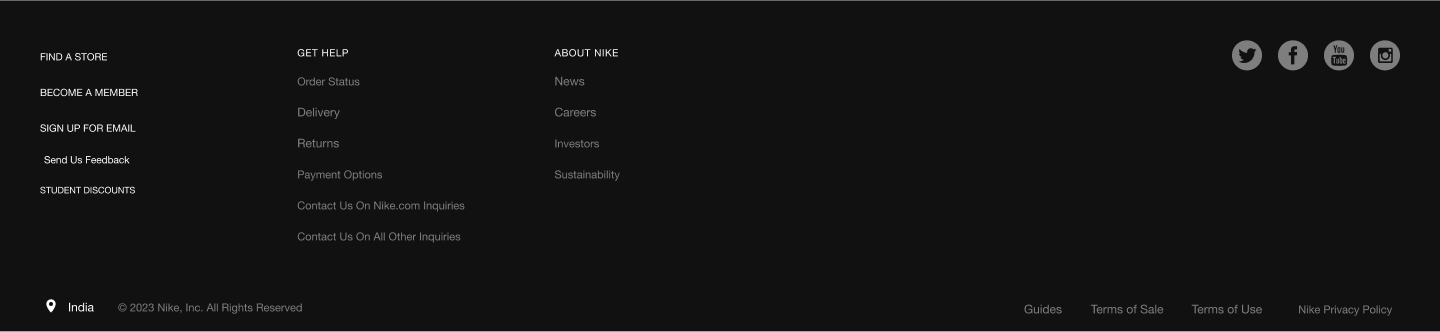 FIND A STORE
BECOME A MEMBER
SIGN UP FOR EMAIL
Send Us Feedback
STUDENT DISCOUNTS
GET HELP
Order Status
Delivery
Returns
Payment Options
Contact Us On Nike.com Inquiries
Contact Us On All Other Inquiries
ABOUT NIKE
News
Careers
Investors
Sustainability
You
Tube
India
© 2023 Nike, Inc. All Rights Reserved
Guides
Terms of Sale
Terms of Use
Nike Privacy Policy